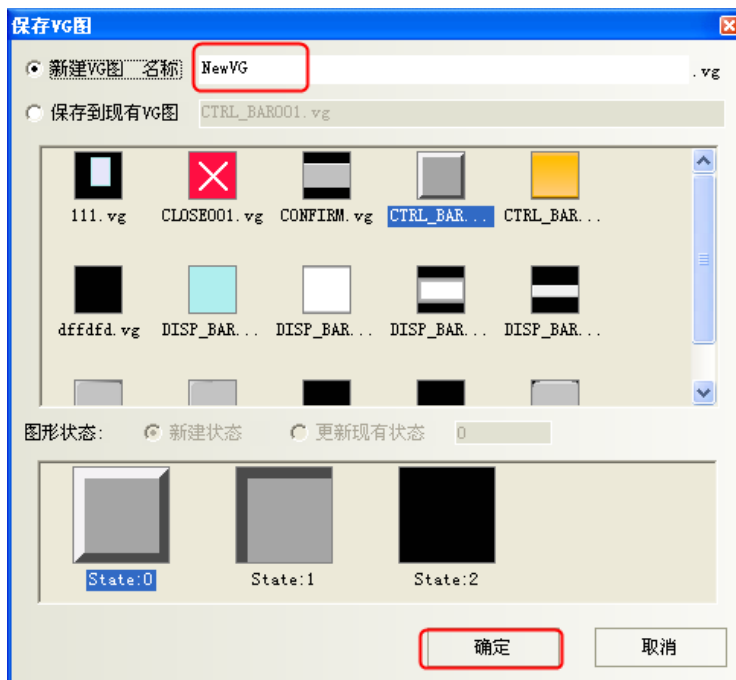 保存VG图
新建VG图 名称 NewVG .vg
保存到现有VG图 CTRL_BAR001.vg
111.vg CLOSE001.vg CONFIRM.vg CTRL_BAR... CTRL_BAR...
dffdfd.vg DISP_BAR... DISP_BAR... DISP_BAR... DISP_BAR...
图形状态: 新建状态 更新现有状态 0
State:0 State:1 State:2
确定 取消